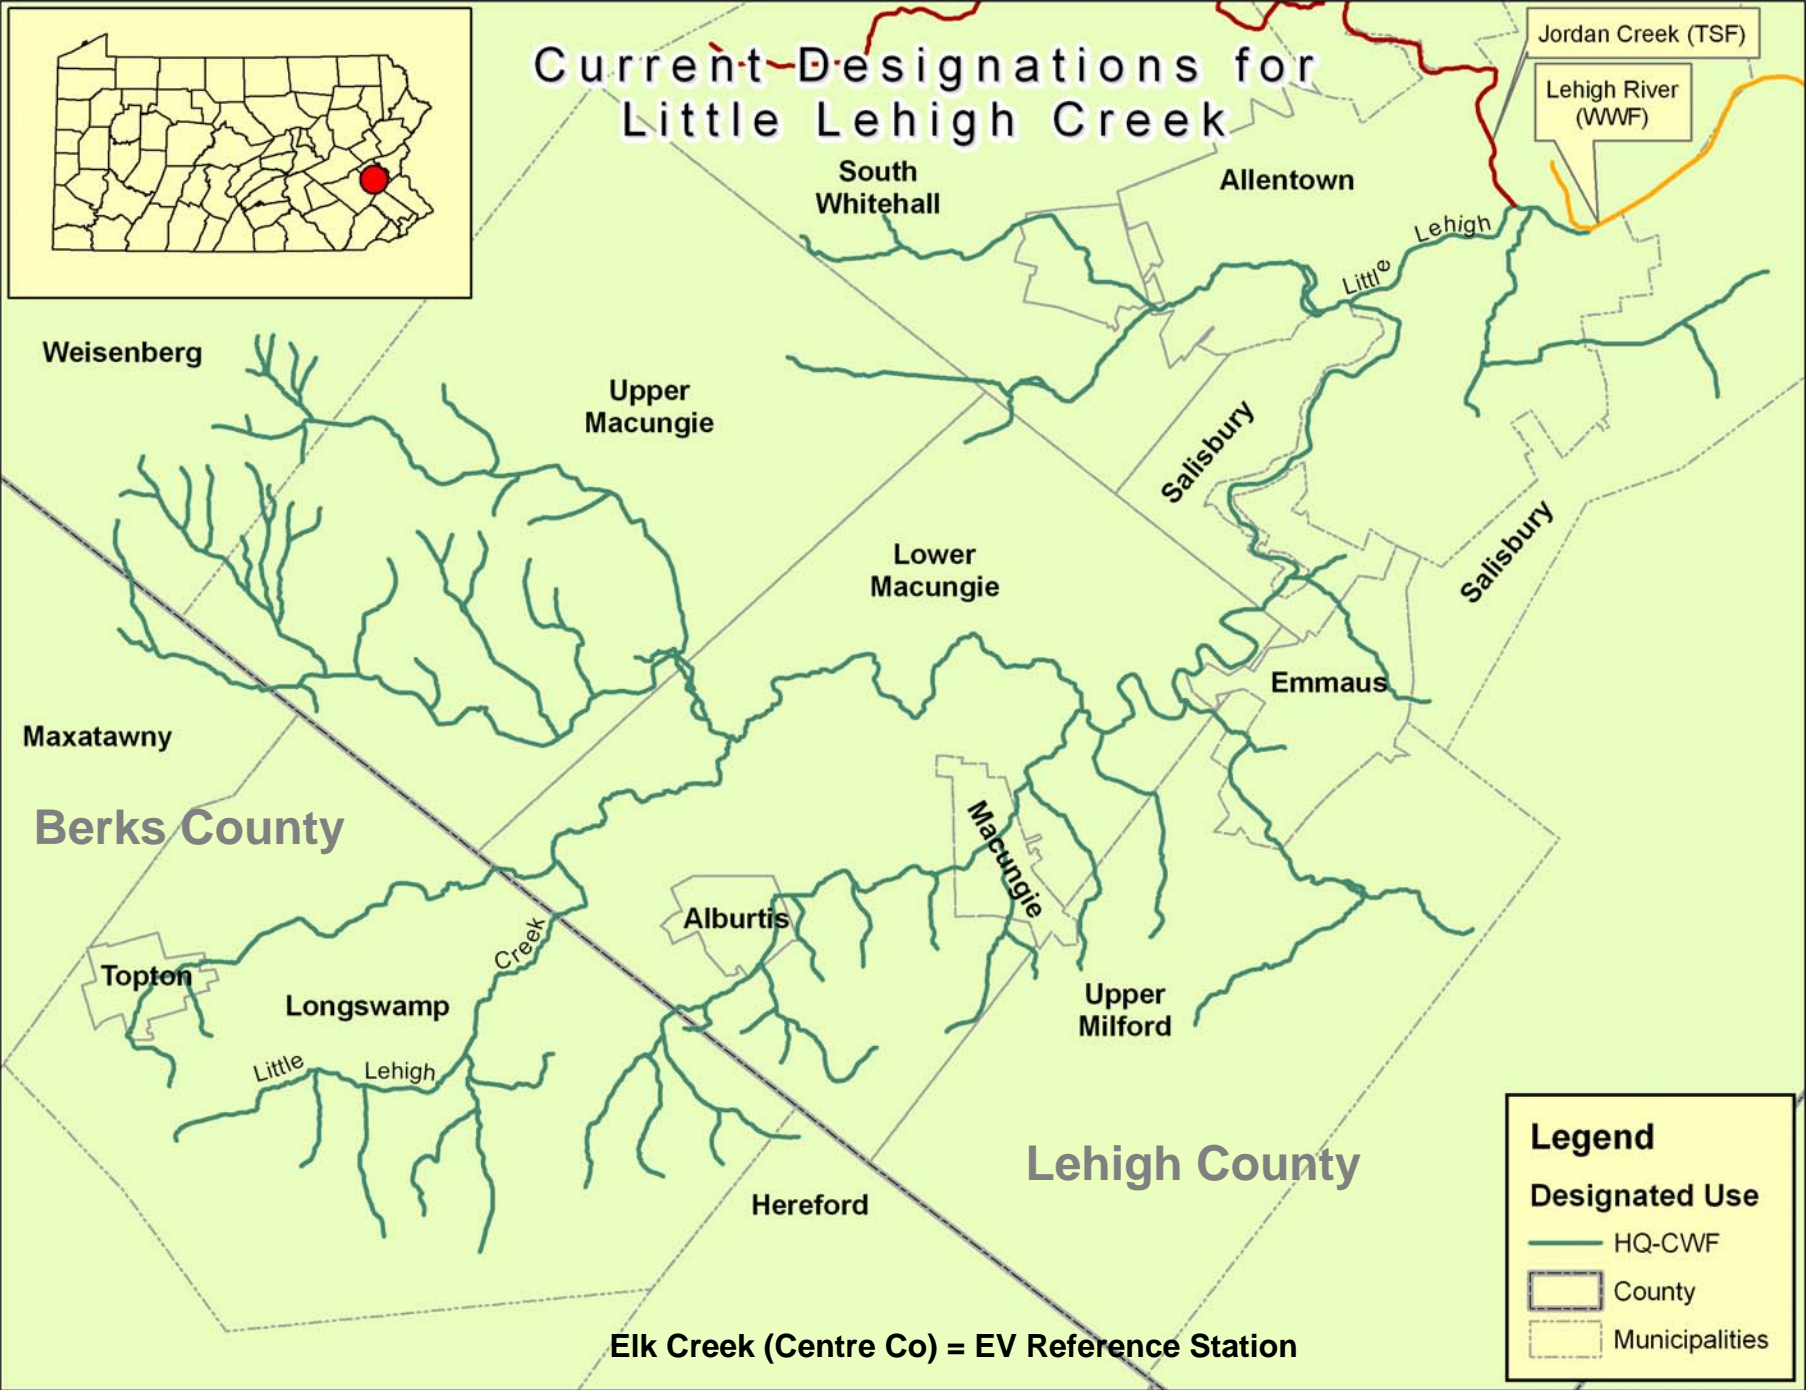 Current Designations for
Little Lehigh Creek
Jordan Creek (TSF)
Lehigh River
(WWF)
South
Whitehall
Allentown
Little
Lehigh
Weisenberg
Upper
Macungie
Salisbury
Lower
Macungie
Salisbury
Emmaus
Maxatawny
Berks County
Macungie
Alburtis
Creek
Topton
Longswamp
Upper
Milford
Little
Lehigh
Hereford
Lehigh County
Legend
Designated Use
HQ-CWF
County
Municipalities
Elk Creek (Centre Co) = EV Reference Station